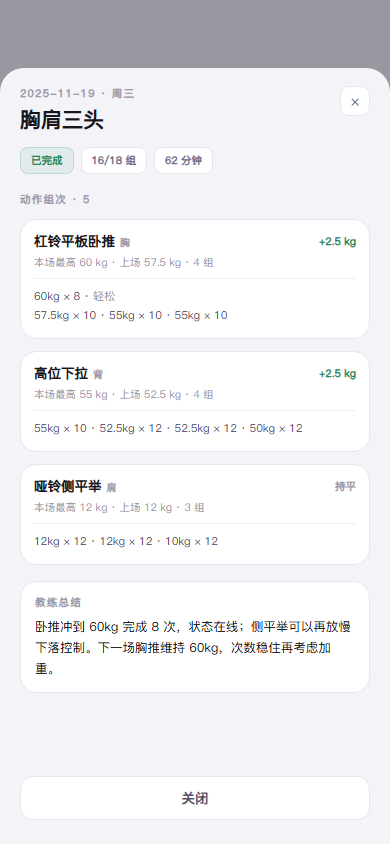 2025-11-19 · 周三
胸肩三头
×
已完成
16/18 组
62 分钟
动作组次 · 5
杠铃平板卧推 胸
+2.5 kg
本场最高 60 kg · 上场 57.5 kg · 4 组
60kg × 8 · 轻松
57.5kg × 10 · 55kg × 10 · 55kg × 10
高位下拉 背
+2.5 kg
本场最高 55 kg · 上场 52.5 kg · 4 组
55kg × 10 · 52.5kg × 12 · 52.5kg × 12 · 50kg × 12
哑铃侧平举 肩
持平
本场最高 12 kg · 上场 12 kg · 3 组
12kg × 12 · 12kg × 12 · 10kg × 12
教练总结
卧推冲到 60kg 完成 8 次，状态在线；侧平举可以再放慢
下落控制。下一场胸推维持 60kg，次数稳住再考虑加
重。
关闭